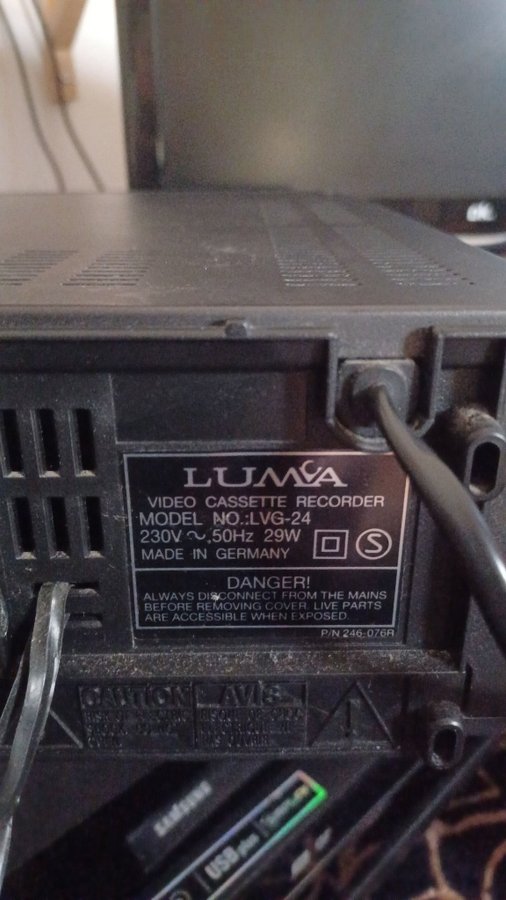 LUMA
VIDEO CASSETTE RECORDER
MODEL NO.:LVG-24
230V ~ 50Hz 29W
MADE IN GERMANY
S
DANGER!
ALWAYS DISCONNECT FROM THE MAINS
BEFORE REMOVING COVER. LIVE PARTS
ARE ACCESSIBLE WHEN EXPOSED.
P/N 246-076R
CAUTION
AVIS
SAMSUNG
USB plus